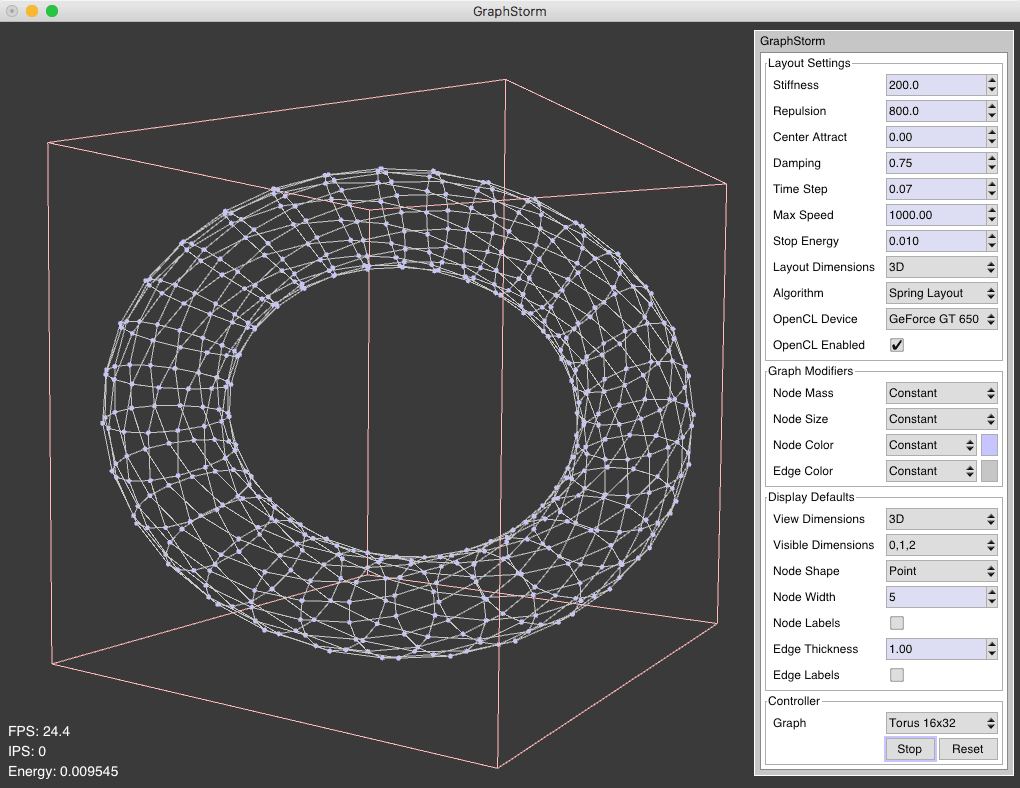 GraphStorm
GraphStorm
Layout Settings
Stiffness 200.0
Repulsion 800.0
Center Attract 0.00
Damping 0.75
Time Step 0.07
Max Speed 1000.00
Stop Energy 0.010
Layout Dimensions 3D
Algorithm Spring Layout
OpenCL Device GeForce GT 650
OpenCL Enabled
Graph Modifiers
Node Mass Constant
Node Size Constant
Node Color Constant
Edge Color Constant
Display Defaults
View Dimensions 3D
Visible Dimensions 0,1,2
Node Shape Point
Node Width 5
Node Labels
Edge Thickness 1.00
Edge Labels
Controller
Graph Torus 16x32
Stop Reset
FPS: 24.4
IPS: 0
Energy: 0.009545